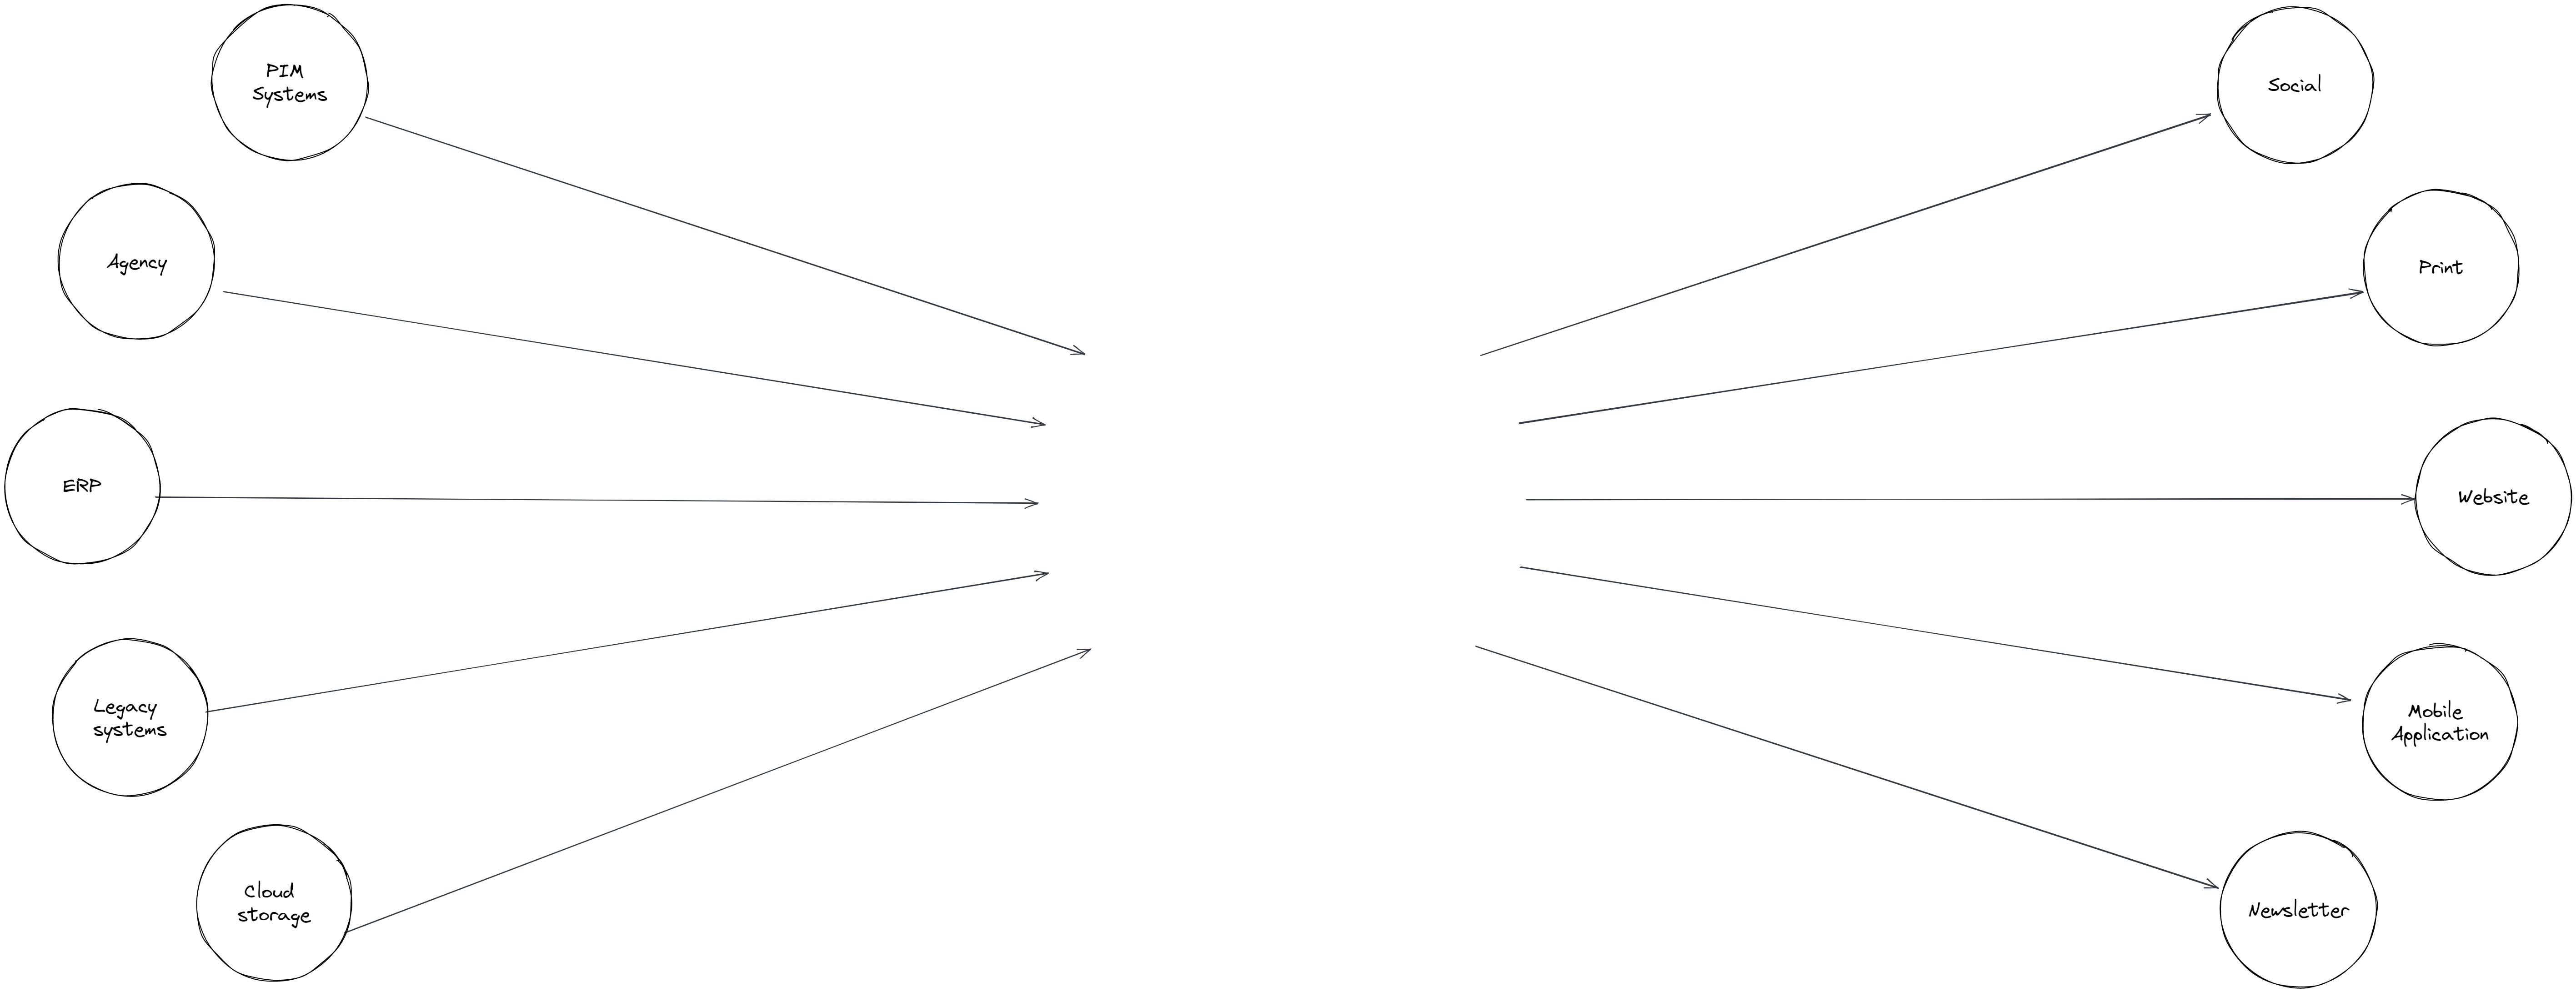 PIM
Systems
Agency
ERP
Legacy
systems
Cloud
storage
Social
Print
Website
Mobile
Application
Newsletter